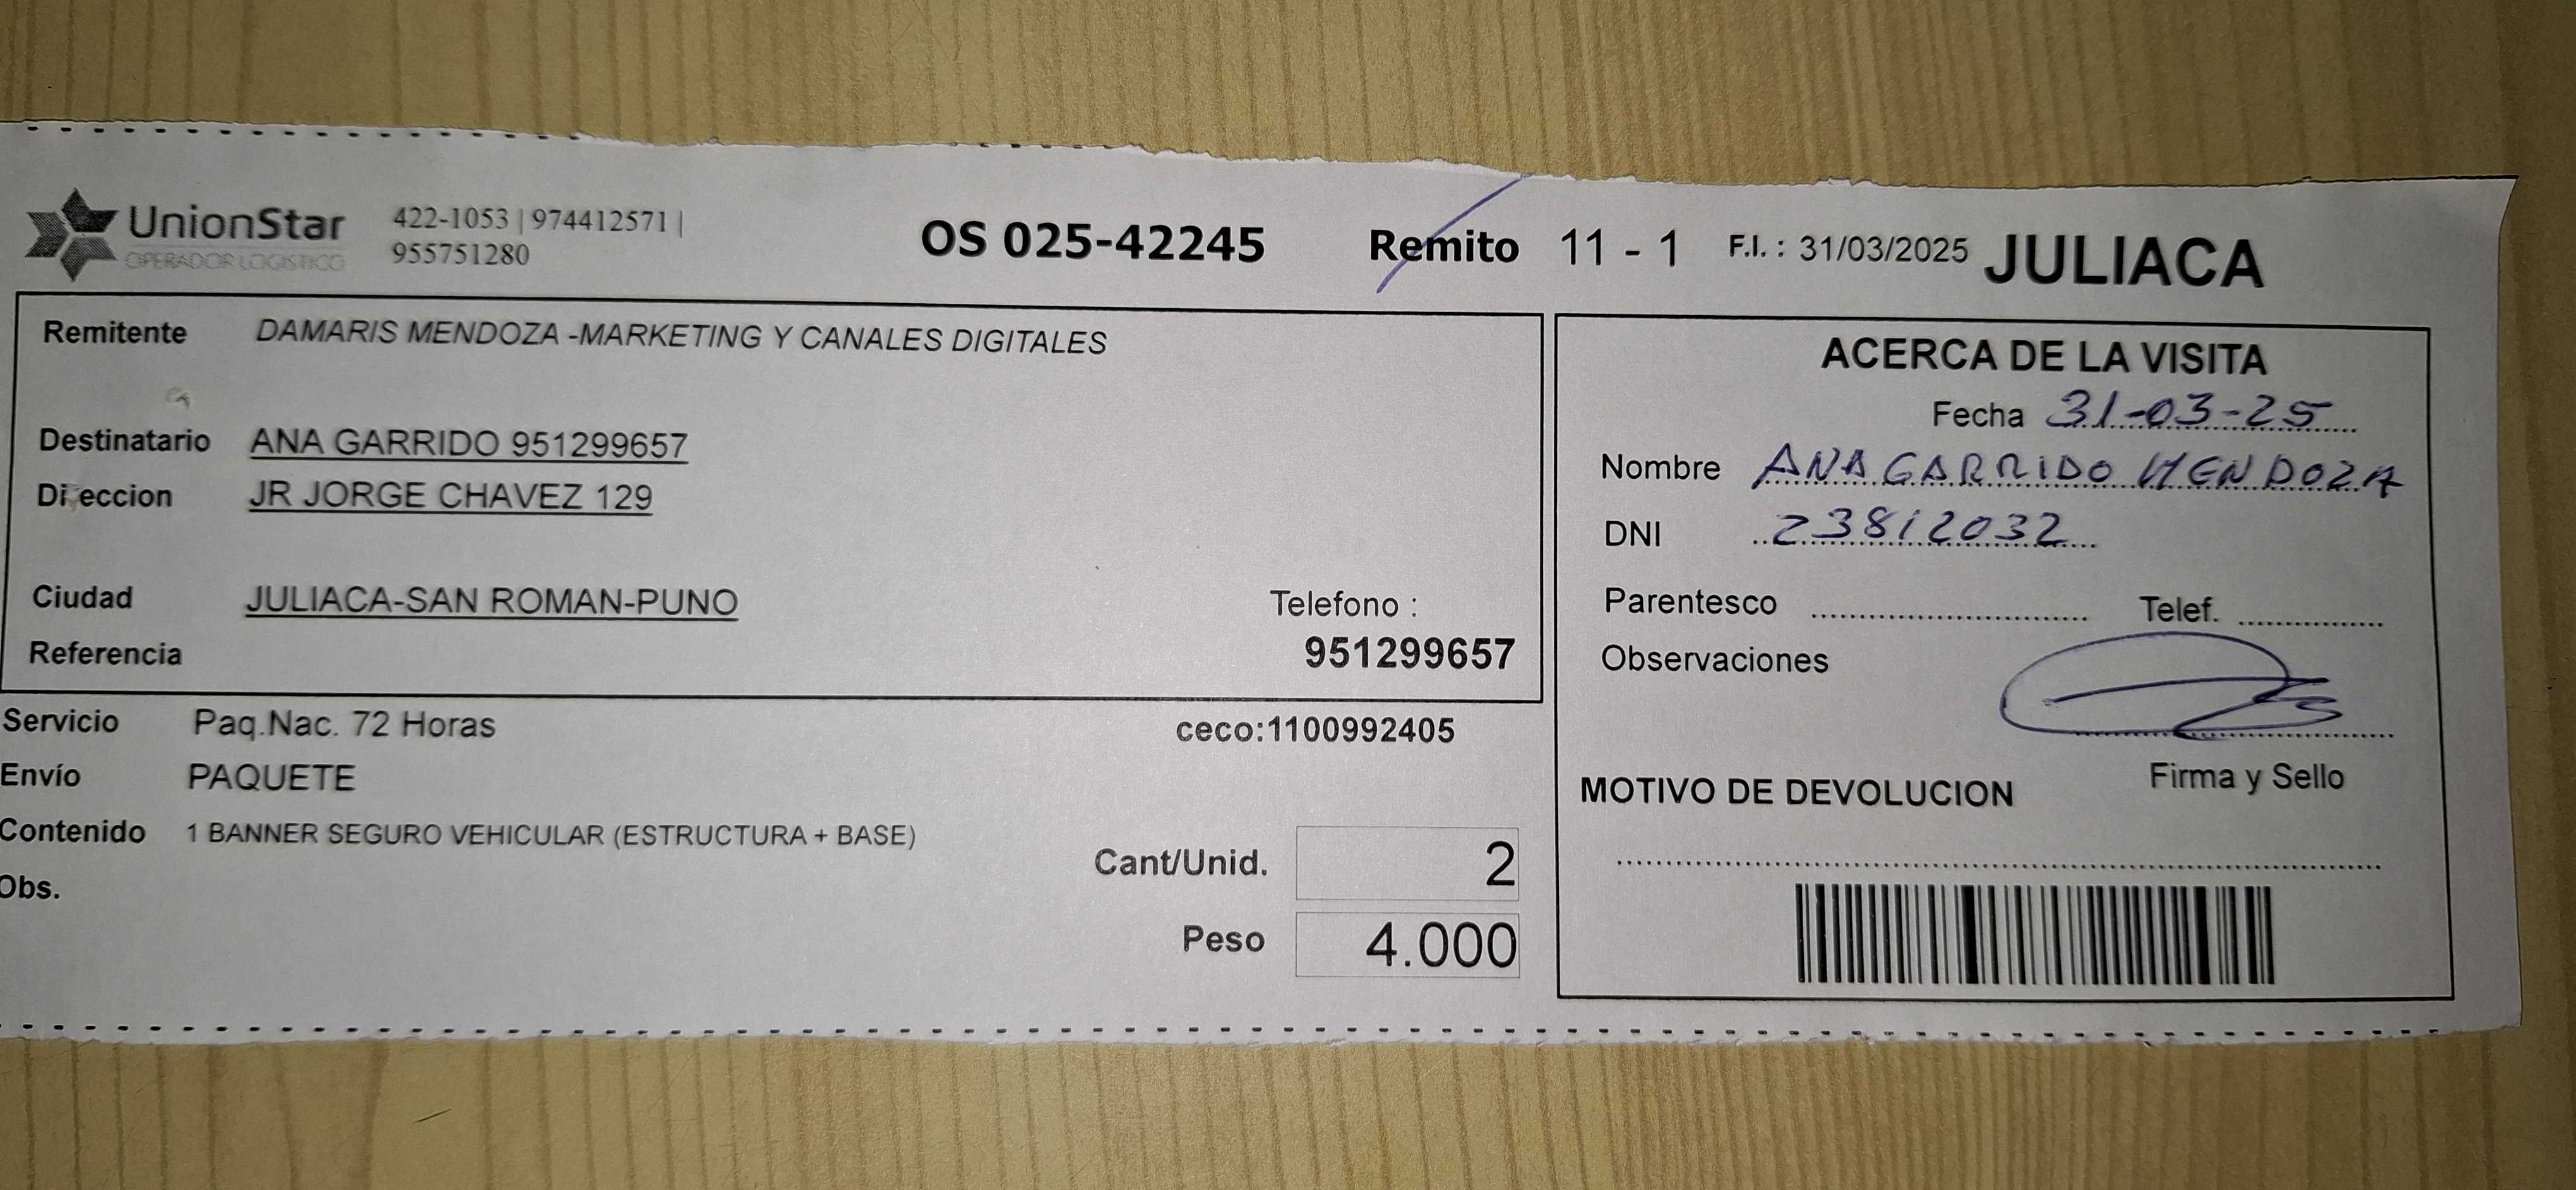 UnionStar
OPERADOR LOGISTICO
422-1053 | 974412571 |
955751280
OS 025-42245
Remito 11 - 1
F.I. : 31/03/2025
JULIACA
Remitente DAMARIS MENDOZA -MARKETING Y CANALES DIGITALES
Destinatario ANA GARRIDO 951299657
Direccion JR JORGE CHAVEZ 129
Ciudad JULIACA-SAN ROMAN-PUNO
Telefono :
951299657
Referencia
Servicio Paq.Nac. 72 Horas
ceco:1100992405
Envío PAQUETE
Contenido 1 BANNER SEGURO VEHICULAR (ESTRUCTURA + BASE)
Obs.
Cant/Unid. 2
Peso 4.000
ACERCA DE LA VISITA
Fecha 31-03-25
Nombre ANA GARRIDO MENDOZA
DNI 23812032
Parentesco
Telef.
Observaciones
Firma y Sello
MOTIVO DE DEVOLUCION